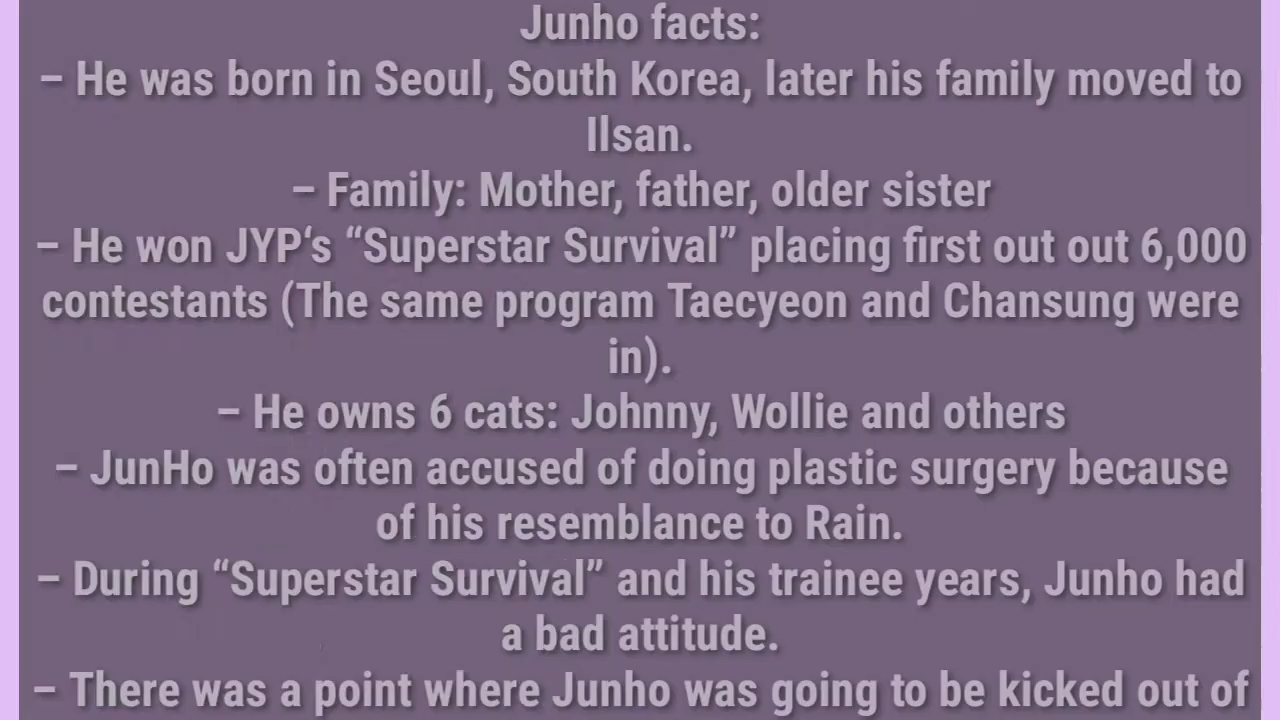 Junho facts:
– He was born in Seoul, South Korea, later his family moved to
Ilsan.
– Family: Mother, father, older sister
– He won JYP‘s “Superstar Survival” placing first out out 6,000
contestants (The same program Taecyeon and Chansung were
in).
– He owns 6 cats: Johnny, Wollie and others
– JunHo was often accused of doing plastic surgery because
of his resemblance to Rain.
– During “Superstar Survival” and his trainee years, Junho had
a bad attitude.
– There was a point where Junho was going to be kicked out of